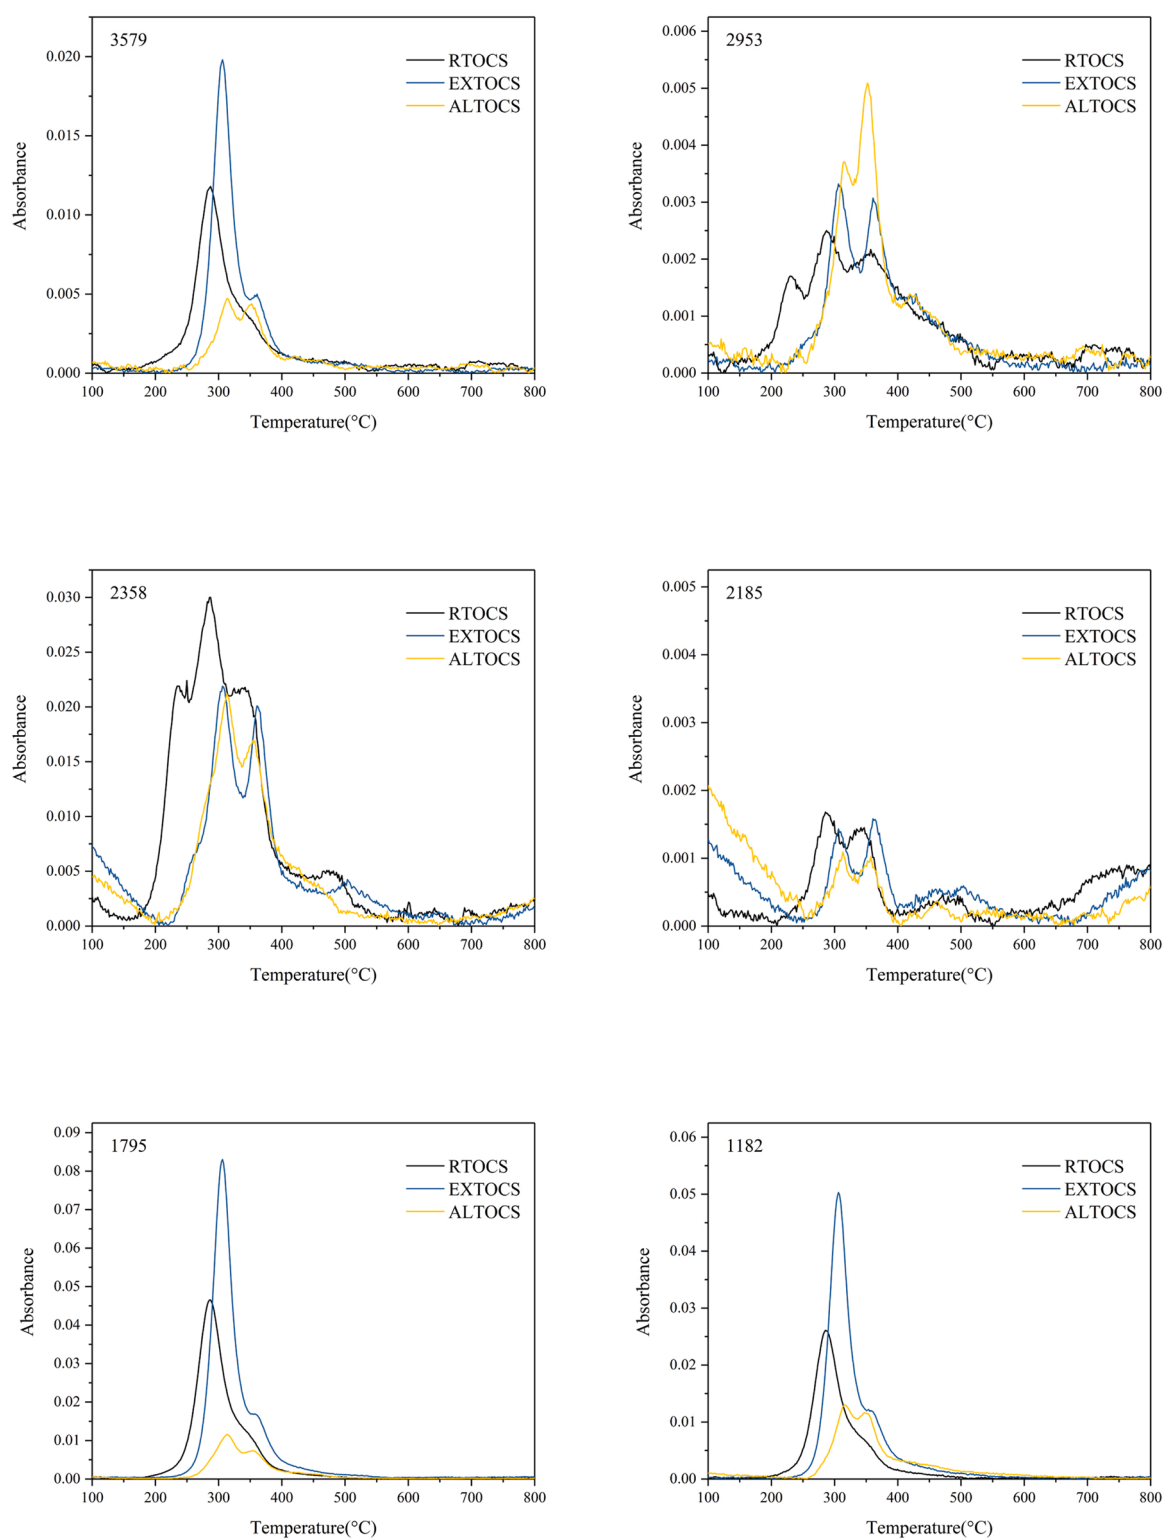 3579
RTOCS
EXTOCS
ALTOCS
0.020
0.015
0.010
0.005
0.000
Absorbance
100 200 300 400 500 600 700 800
Temperature(°C)
2953
RTOCS
EXTOCS
ALTOCS
0.006
0.005
0.004
0.003
0.002
0.001
0.000
Absorbance
100 200 300 400 500 600 700 800
Temperature(°C)
2358
RTOCS
EXTOCS
ALTOCS
0.030
0.025
0.020
0.015
0.010
0.005
0.000
Absorbance
100 200 300 400 500 600 700 800
Temperature(°C)
2185
RTOCS
EXTOCS
ALTOCS
0.005
0.004
0.003
0.002
0.001
0.000
Absorbance
100 200 300 400 500 600 700 800
Temperature(°C)
1795
RTOCS
EXTOCS
ALTOCS
0.09
0.08
0.07
0.06
0.05
0.04
0.03
0.02
0.01
0.00
Absorbance
100 200 300 400 500 600 700 800
Temperature(°C)
1182
RTOCS
EXTOCS
ALTOCS
0.06
0.05
0.04
0.03
0.02
0.01
0.00
Absorbance
100 200 300 400 500 600 700 800
Temperature(°C)